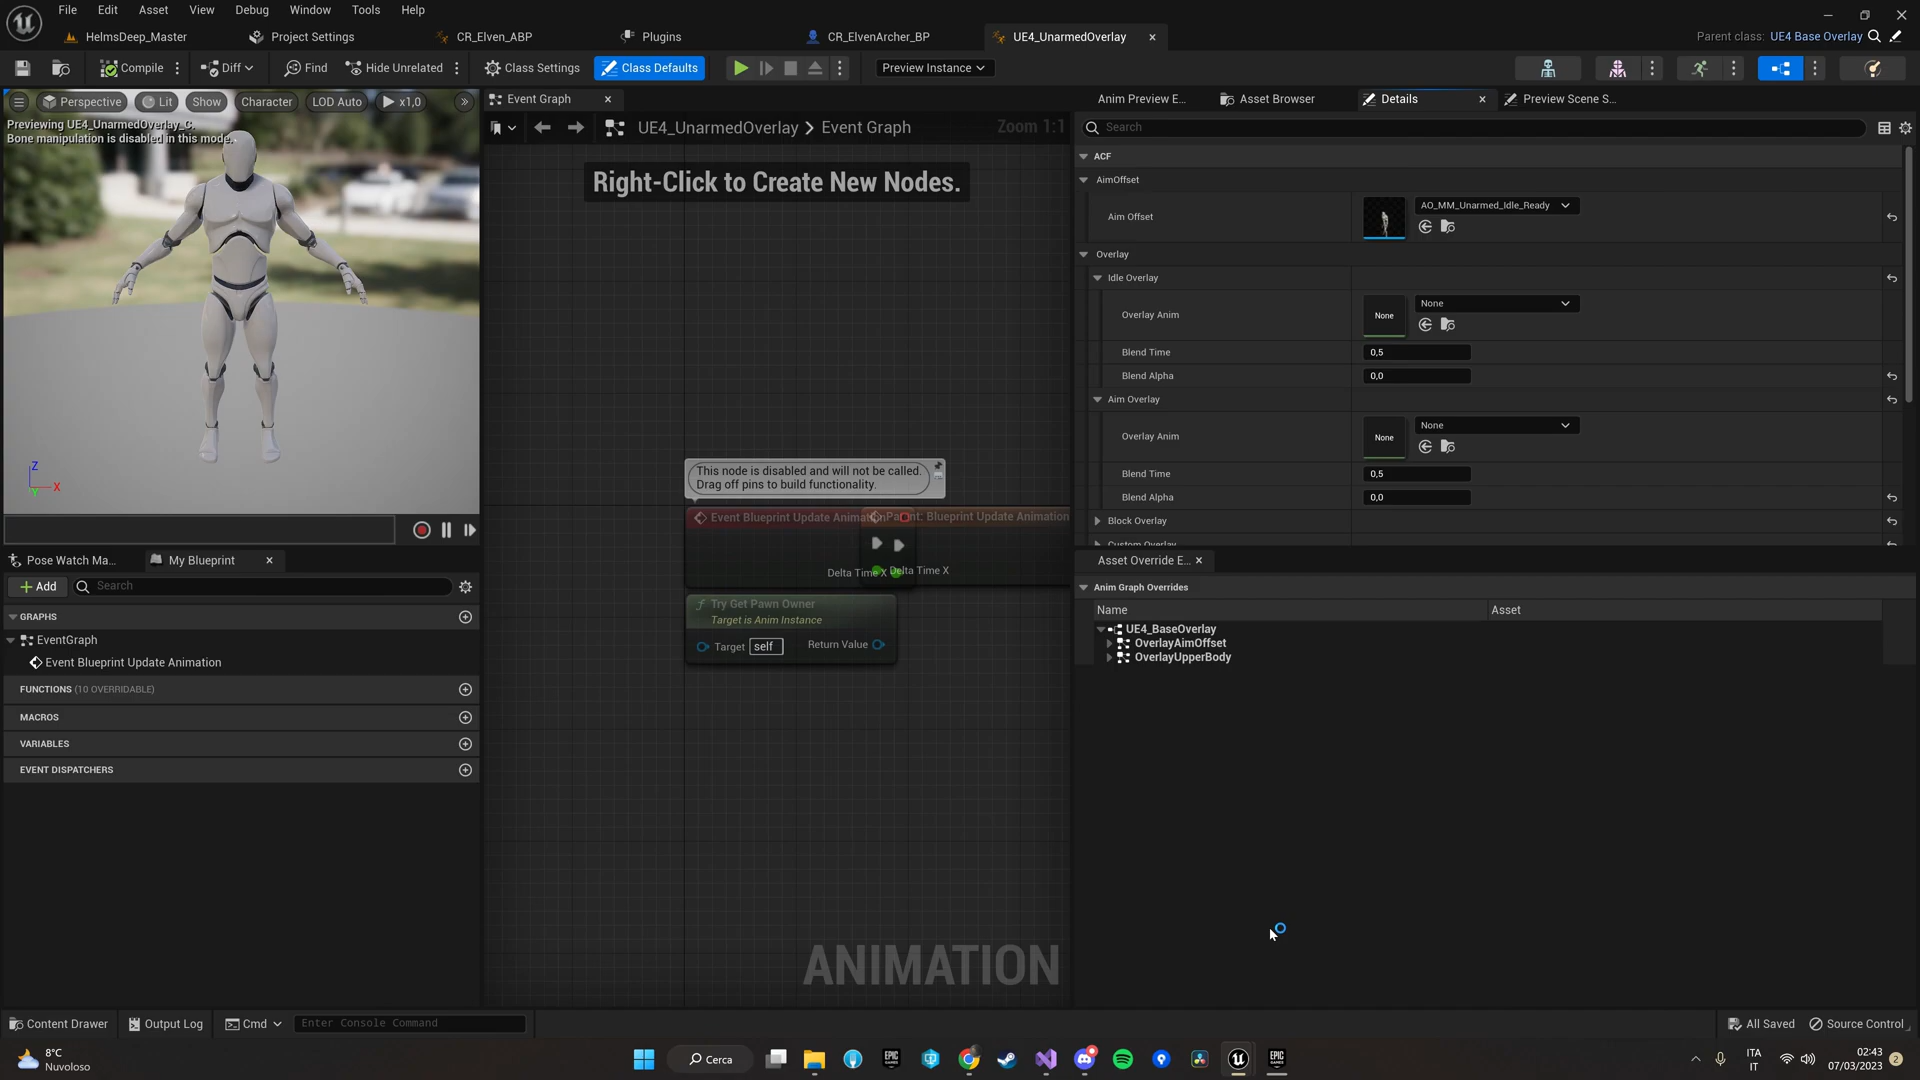 File Edit Asset View Debug Window Tools Help
HelmsDeep_Master Project Settings CR_Elven_ABP Plugins CR_ElvenArcher_BP UE4_UnarmedOverlay
Parent class: UE4 Base Overlay
Compile Diff Find Hide Unrelated Class Settings Class Defaults Preview Instance
Perspective Lit Show Character LOD Auto x1,0
Previewing UE4_UnarmedOverlay_C.
Bone manipulation is disabled in this mode.
Z
X
Y
Event Graph
UE4_UnarmedOverlay Event Graph Zoom 1:1
Right-Click to Create New Nodes.
This node is disabled and will not be called.
Drag off pins to build functionality.
Event Blueprint Update Animation Parent: Blueprint Update Animation
Delta Time X Delta Time X
Try Get Pawn Owner
Target is Anim Instance
Target self Return Value
ANIMATION
Pose Watch Ma... My Blueprint
Add Search
GRAPHS
EventGraph
Event Blueprint Update Animation
FUNCTIONS (10 OVERRIDABLE)
MACROS
VARIABLES
EVENT DISPATCHERS
Anim Preview E... Asset Browser Details Preview Scene S...
Search
ACF
AimOffset
Aim Offset AO_MM_Unarmed_Idle_Ready
Overlay
Idle Overlay
Overlay Anim None None
Blend Time 0,5
Blend Alpha 0,0
Aim Overlay
Overlay Anim None None
Blend Time 0,5
Blend Alpha 0,0
Block Overlay
Custom Overlay
Asset Override E...
Anim Graph Overrides
Name Asset
UE4_BaseOverlay
OverlayAimOffset
OverlayUpperBody
Content Drawer Output Log Cmd Enter Console Command All Saved Source Control
8°C
Nuvoloso
Cerca
EPIC GAMES
EPIC GAMES
ITA
IT
02:43
07/03/2023
2